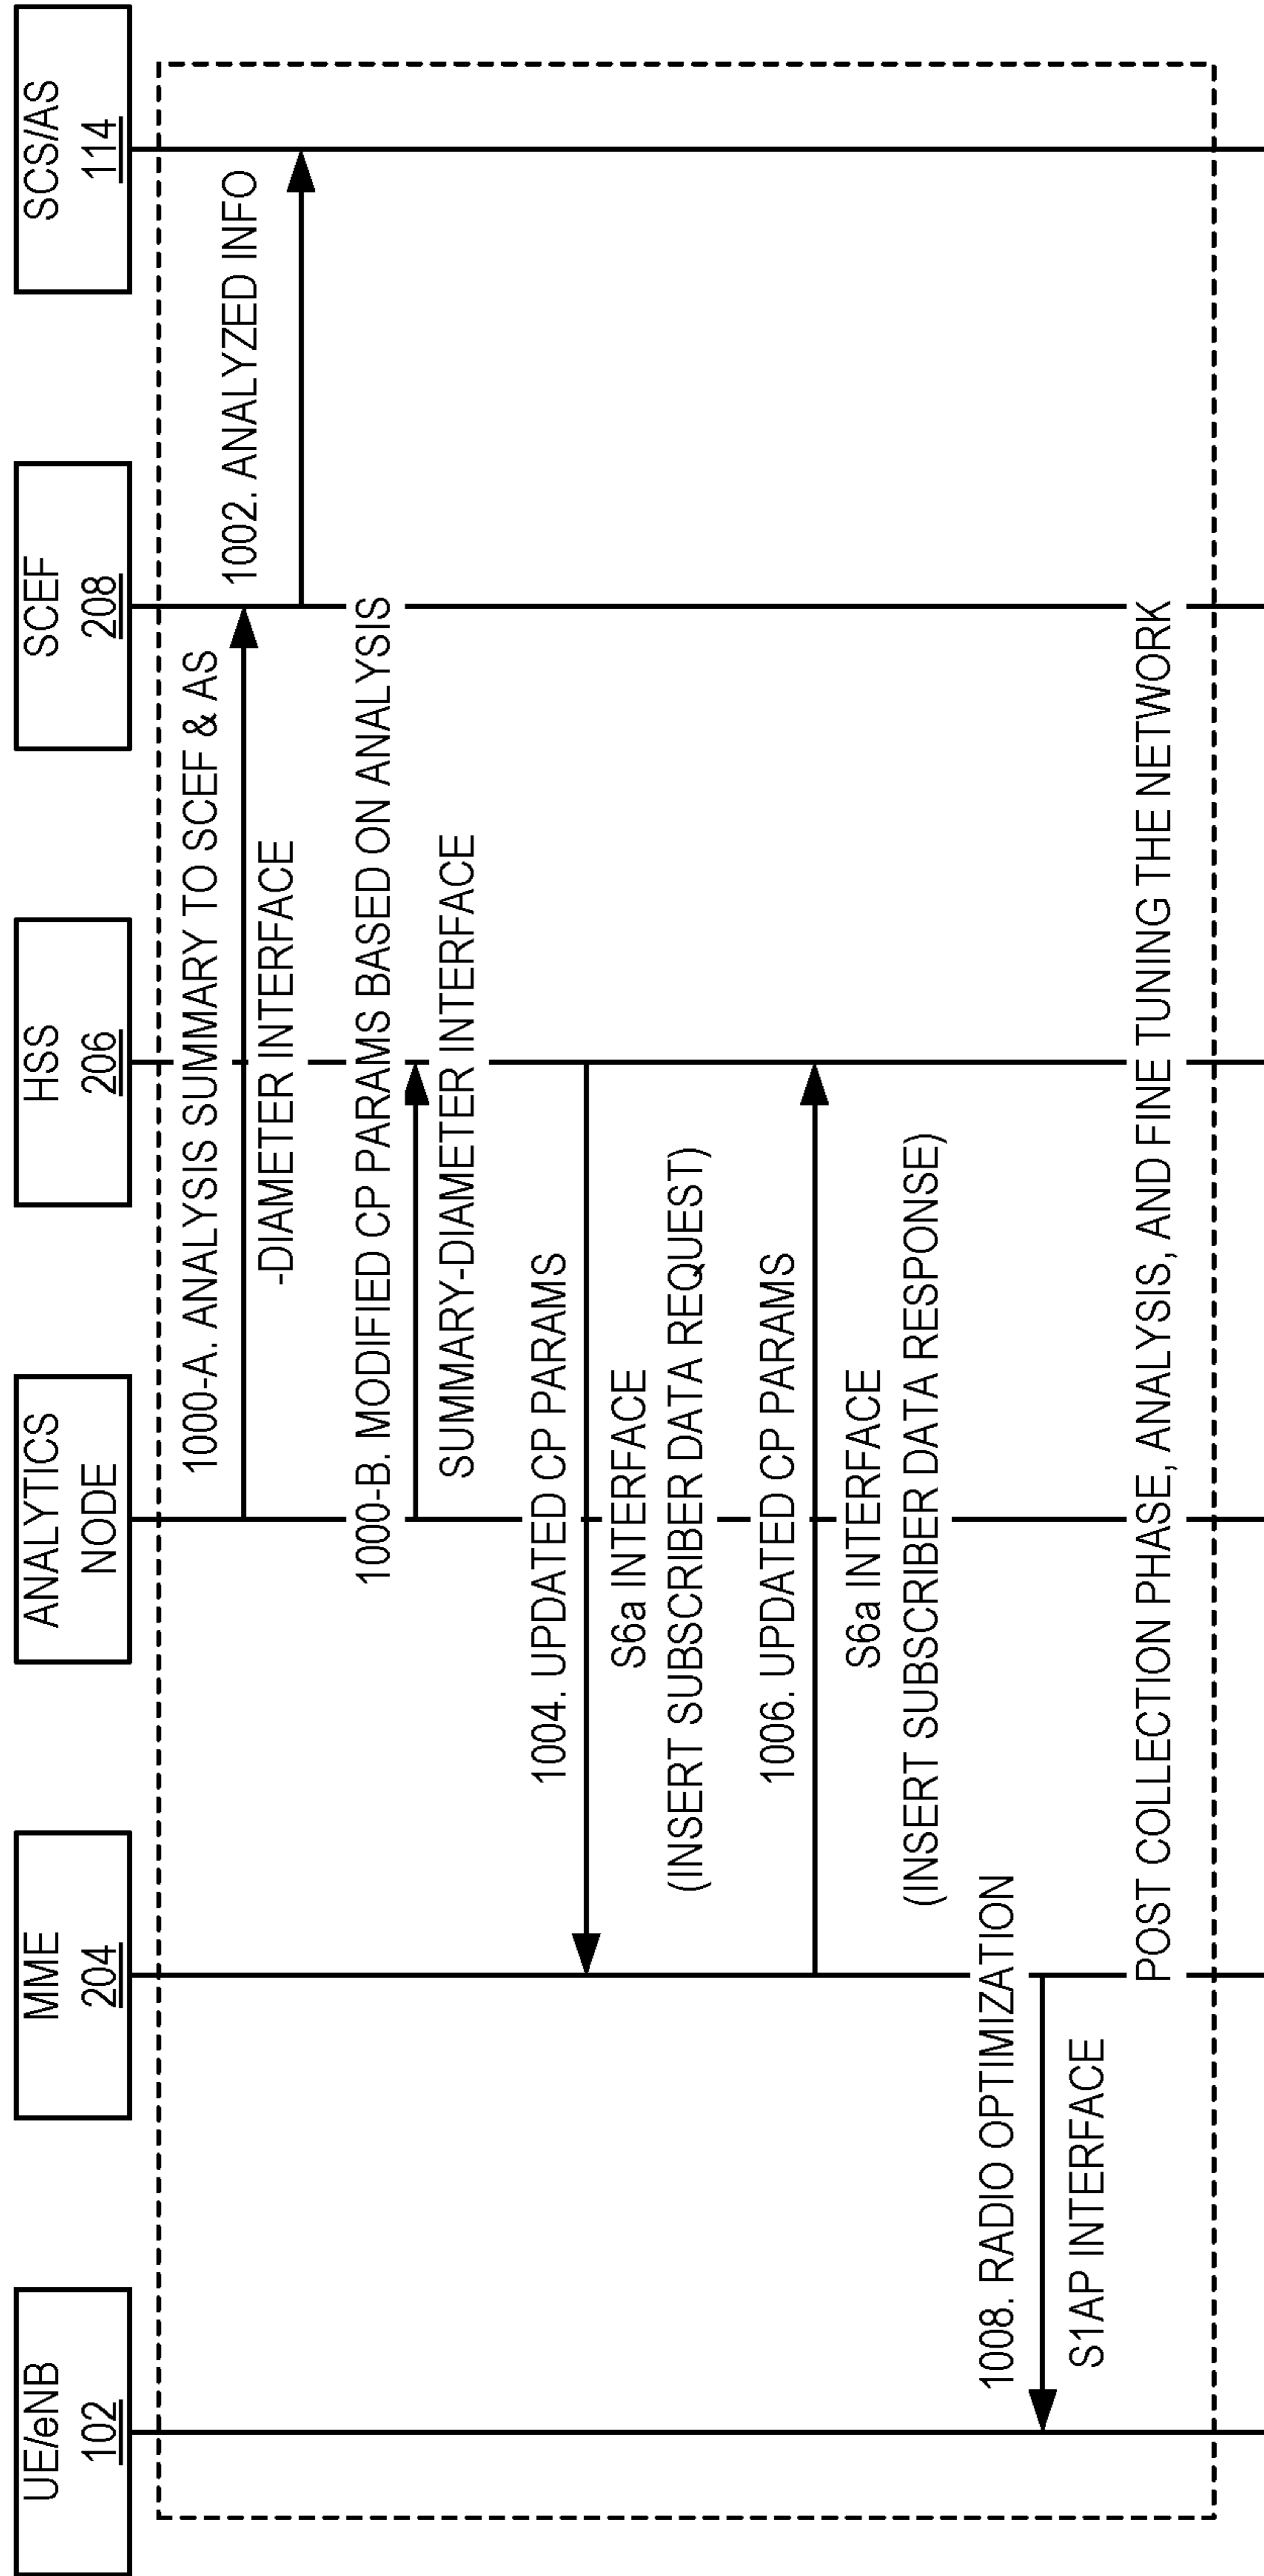 UE/eNB
102
MME
204
ANALYTICS
NODE
HSS
206
SCEF
208
SCS/AS
114
1000-A. ANALYSIS SUMMARY TO SCEF & AS
-DIAMETER INTERFACE
1002. ANALYZED INFO
1000-B. MODIFIED CP PARAMS BASED ON ANALYSIS
SUMMARY-DIAMETER INTERFACE
1004. UPDATED CP PARAMS
S6a INTERFACE
(INSERT SUBSCRIBER DATA REQUEST)
1006. UPDATED CP PARAMS
S6a INTERFACE
(INSERT SUBSCRIBER DATA RESPONSE)
1008. RADIO OPTIMIZATION
S1AP INTERFACE
POST COLLECTION PHASE, ANALYSIS, AND FINE TUNING THE NETWORK